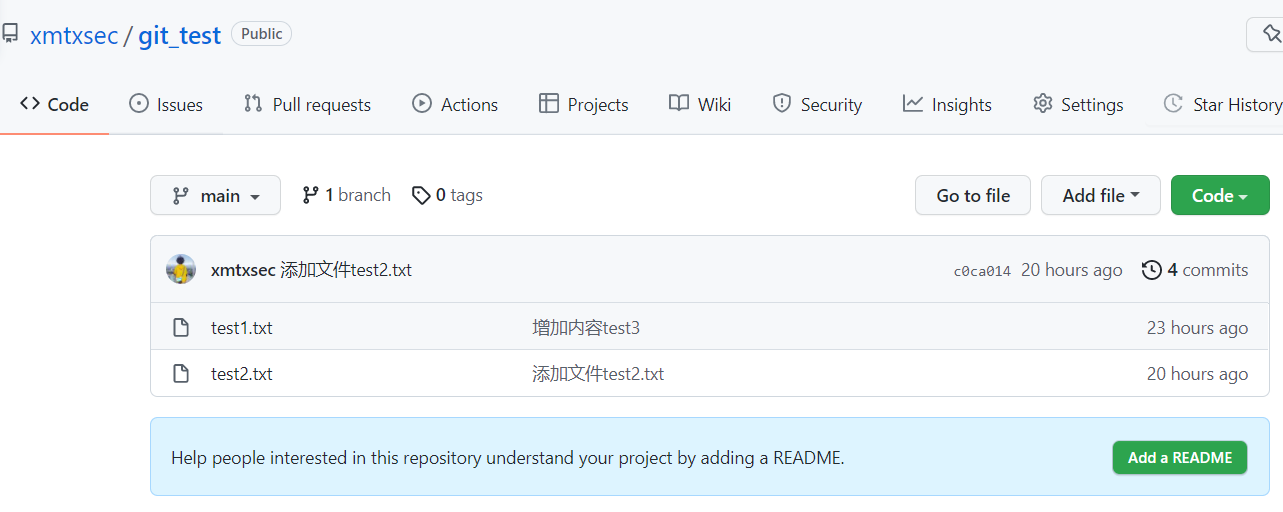 xmtxsec / git_test Public
Code Issues Pull requests Actions Projects Wiki Security Insights Settings Star History
main 1 branch 0 tags Go to file Add file Code
xmtxsec 添加文件test2.txt c0ca014 20 hours ago 4 commits
test1.txt 增加内容test3 23 hours ago
test2.txt 添加文件test2.txt 20 hours ago
Help people interested in this repository understand your project by adding a README. Add a README